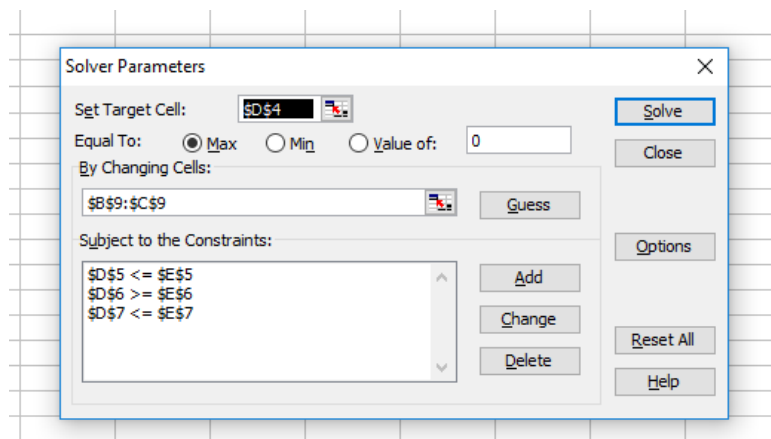 Solver Parameters
Set Target Cell: $D$4
Solve
Equal To: Max Min Value of: 0
Close
By Changing Cells:
$B$9:$C$9
Guess
Subject to the Constraints:
Options
$D$5 <= $E$5
$D$6 >= $E$6
$D$7 <= $E$7
Add
Change
Delete
Reset All
Help